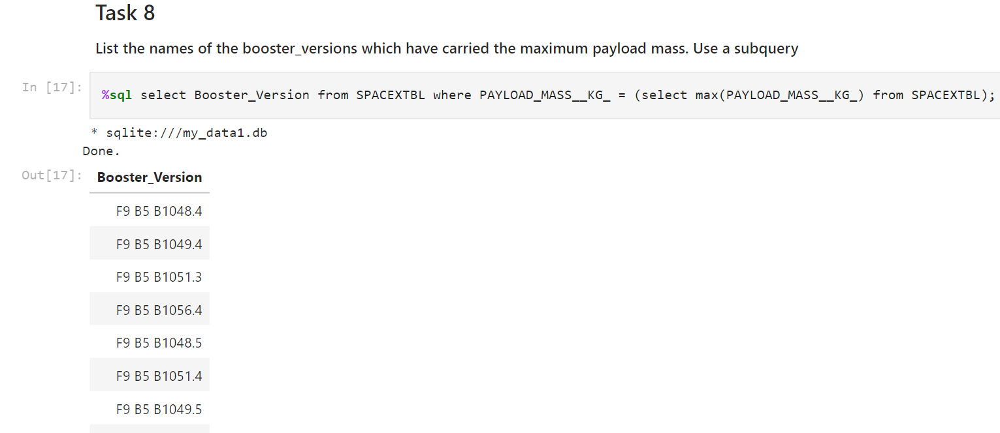 Task 8
List the names of the booster_versions which have carried the maximum payload mass. Use a subquery
In [17]: %sql select Booster_Version from SPACEXTBL where PAYLOAD_MASS__KG_ = (select max(PAYLOAD_MASS__KG_) from SPACEXTBL);
* sqlite:///my_data1.db
Done.
Out[17]: Booster_Version
F9 B5 B1048.4
F9 B5 B1049.4
F9 B5 B1051.3
F9 B5 B1056.4
F9 B5 B1048.5
F9 B5 B1051.4
F9 B5 B1049.5